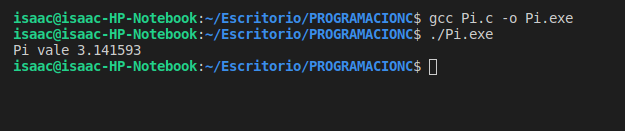 isaac@isaac-HP-Notebook:~/Escritorio/PROGRAMACIONC$ gcc Pi.c -o Pi.exe
isaac@isaac-HP-Notebook:~/Escritorio/PROGRAMACIONC$ ./Pi.exe
Pi vale 3.141593
isaac@isaac-HP-Notebook:~/Escritorio/PROGRAMACIONC$